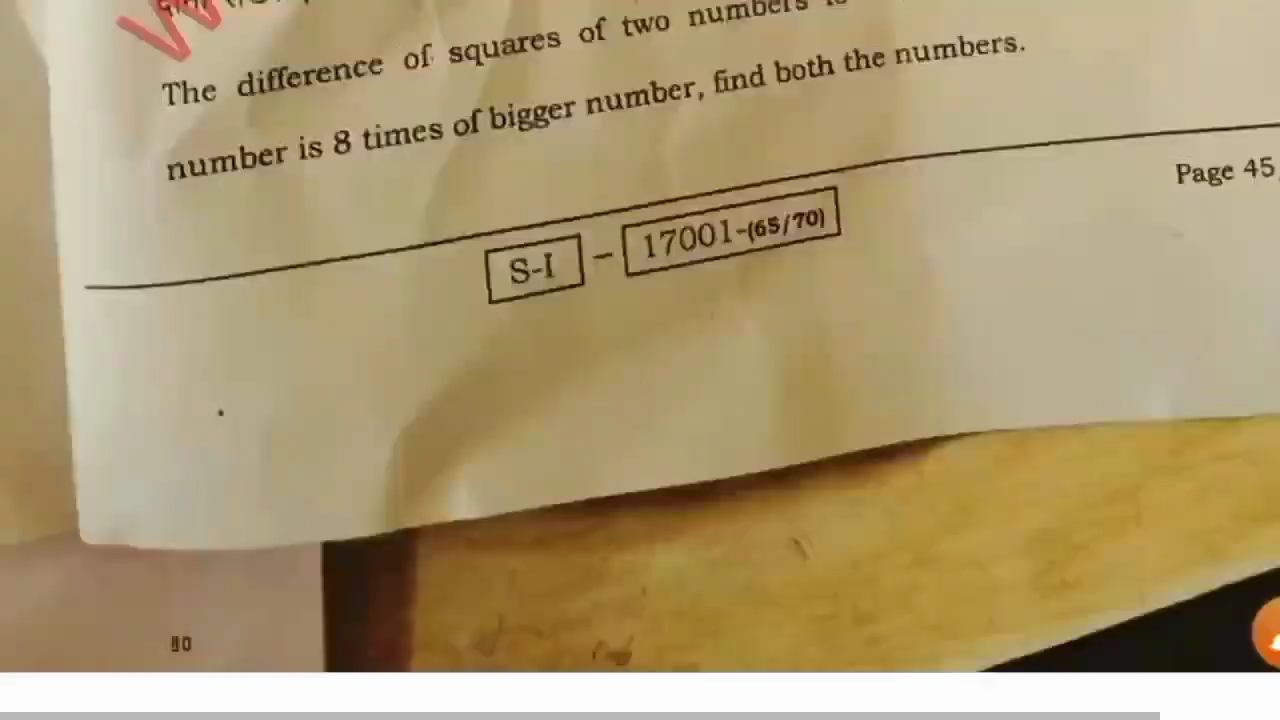 The difference of squares of two numbers
number is 8 times of bigger number, find both the numbers.
Page 45
S-I – 17001-(65/70)